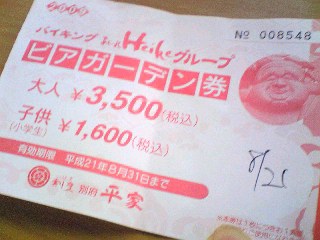 2009
No 008548
バイキング Heikeグループ
ビアガーデン券
大人 ¥3,500(税込)
子供 ¥1,600(税込)
(小学生)
有効期限 平成21年8月31日まで
8/21
別府 平家